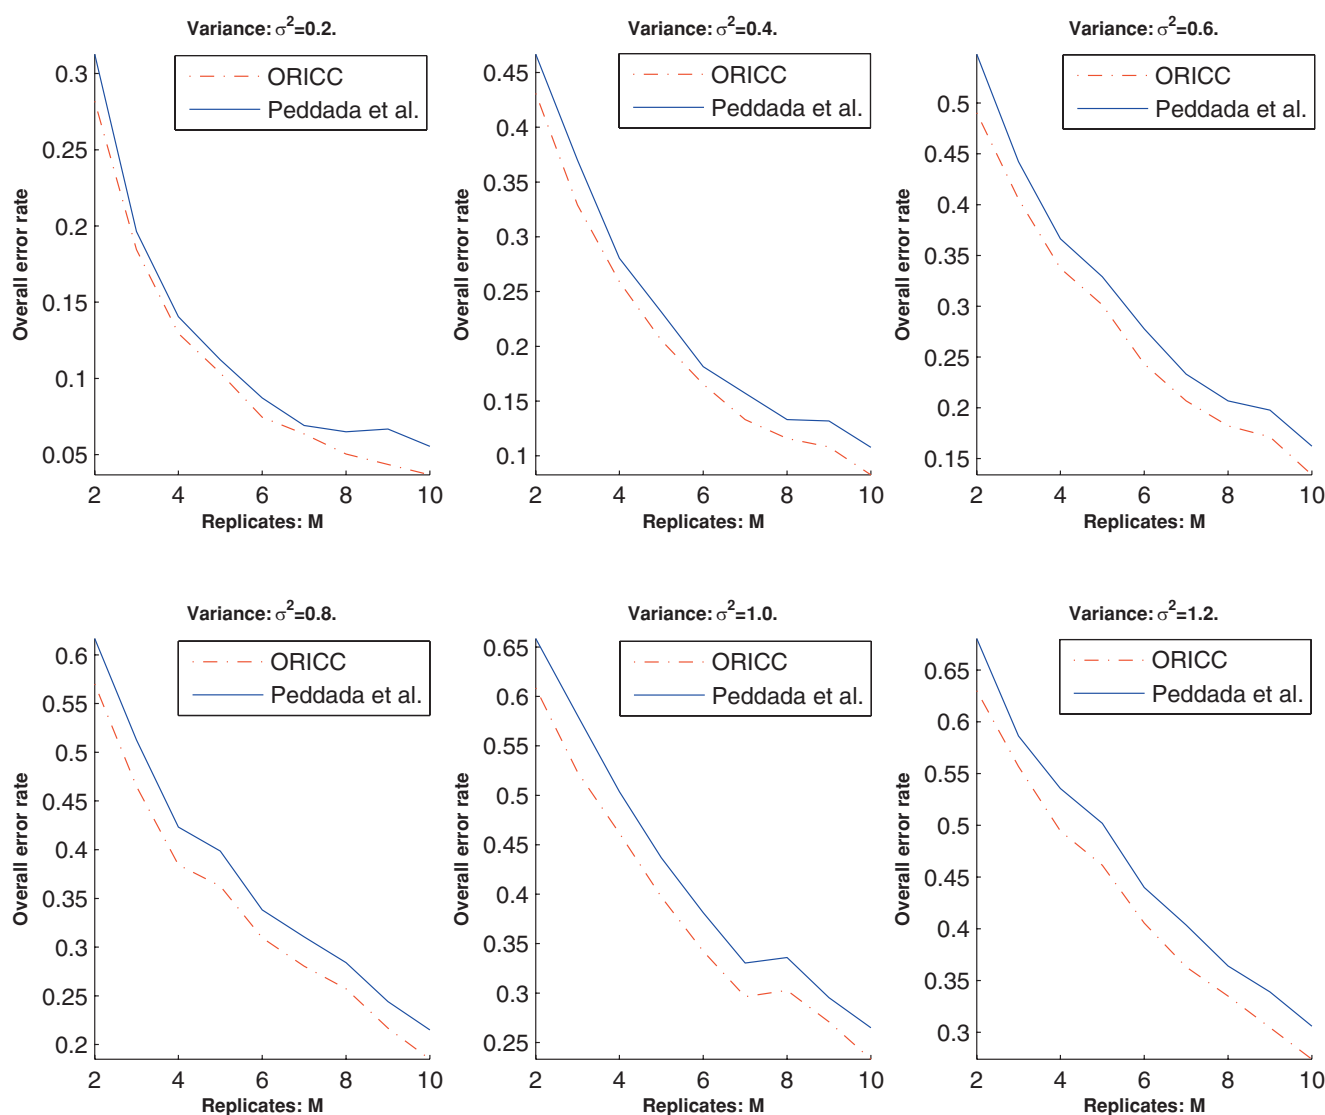 Variance: σ²=0.2.
ORICC
Peddada et al.
0.3
0.25
0.2
0.15
0.1
0.05
Overall error rate
2 4 6 8 10
Replicates: M
Variance: σ²=0.4.
ORICC
Peddada et al.
0.45
0.4
0.35
0.3
0.25
0.2
0.15
0.1
Overall error rate
2 4 6 8 10
Replicates: M
Variance: σ²=0.6.
ORICC
Peddada et al.
0.5
0.45
0.4
0.35
0.3
0.25
0.2
0.15
Overall error rate
2 4 6 8 10
Replicates: M
Variance: σ²=0.8.
ORICC
Peddada et al.
0.6
0.55
0.5
0.45
0.4
0.35
0.3
0.25
0.2
Overall error rate
2 4 6 8 10
Replicates: M
Variance: σ²=1.0.
ORICC
Peddada et al.
0.65
0.6
0.55
0.5
0.45
0.4
0.35
0.3
0.25
Overall error rate
2 4 6 8 10
Replicates: M
Variance: σ²=1.2.
ORICC
Peddada et al.
0.65
0.6
0.55
0.5
0.45
0.4
0.35
0.3
Overall error rate
2 4 6 8 10
Replicates: M